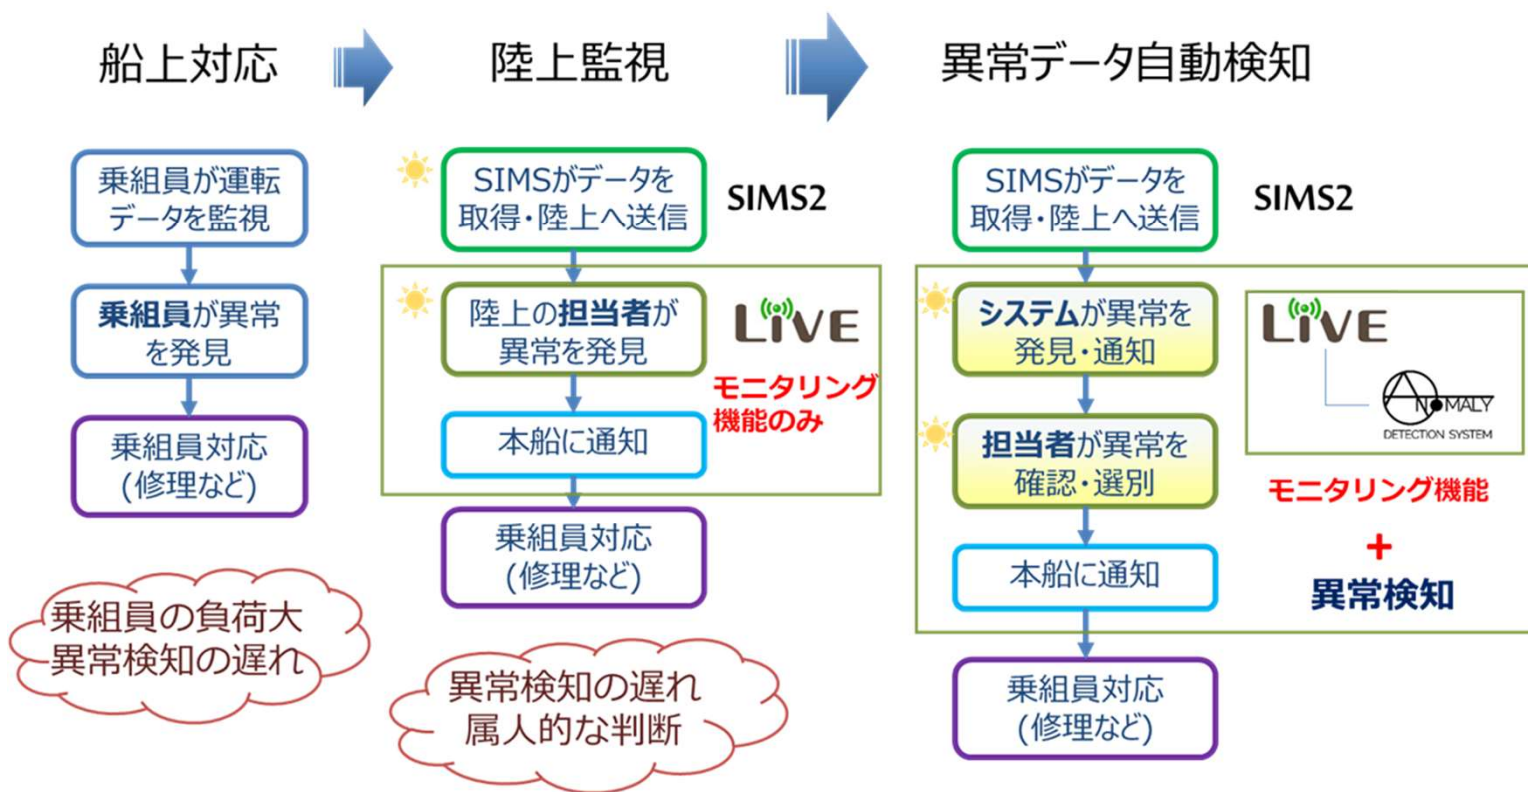 船上対応
陸上監視
異常データ自動検知
乗組員が運転
データを監視
乗組員が異常
を発見
乗組員対応
(修理など)
乗組員の負荷大
異常検知の遅れ
SIMSがデータを
取得・陸上へ送信
SIMS2
陸上の担当者が
異常を発見
LiVE
モニタリング
機能のみ
本船に通知
乗組員対応
(修理など)
異常検知の遅れ
属人的な判断
SIMSがデータを
取得・陸上へ送信
SIMS2
システムが異常を
発見・通知
担当者が異常を
確認・選別
本船に通知
乗組員対応
(修理など)
LiVE
ANOMALY
DETECTION SYSTEM
モニタリング機能
+
異常検知